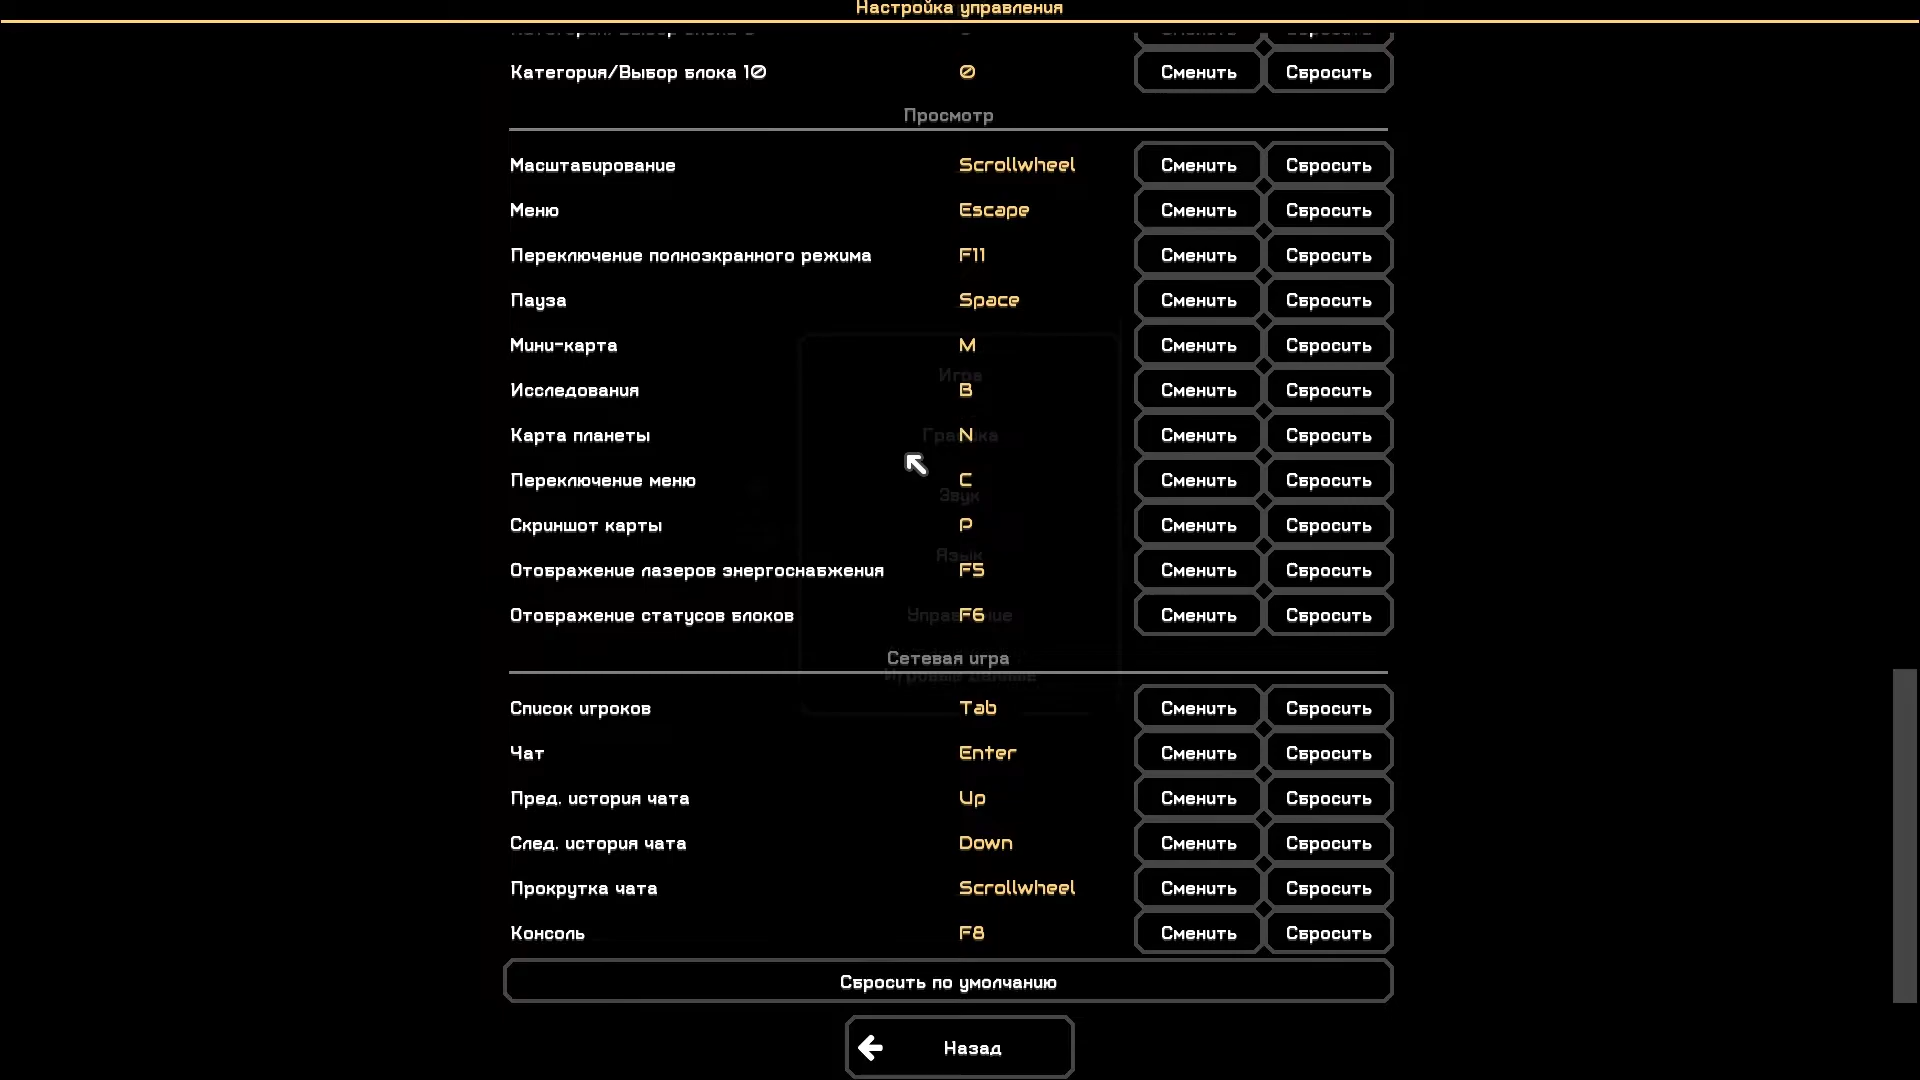 Настройка управления
Категория/Выбор блока 10 0 Сменить Сбросить
Просмотр
Масштабирование Scrollwheel Сменить Сбросить
Меню Escape Сменить Сбросить
Переключение полноэкранного режима F11 Сменить Сбросить
Пауза Space Сменить Сбросить
Мини-карта M Сменить Сбросить
Игра
Исследования B Сменить Сбросить
Карта планеты N Сменить Сбросить
Переключение меню C Сменить Сбросить
Звук
Скриншот карты P Сменить Сбросить
Язык
Отображение лазеров энергоснабжения F5 Сменить Сбросить
Отображение статусов блоков F6 Сменить Сбросить
Сетевая игра
Список игроков Tab Сменить Сбросить
Чат Enter Сменить Сбросить
Пред. история чата Up Сменить Сбросить
След. история чата Down Сменить Сбросить
Прокрутка чата Scrollwheel Сменить Сбросить
Консоль F8 Сменить Сбросить
Сбросить по умолчанию
Назад